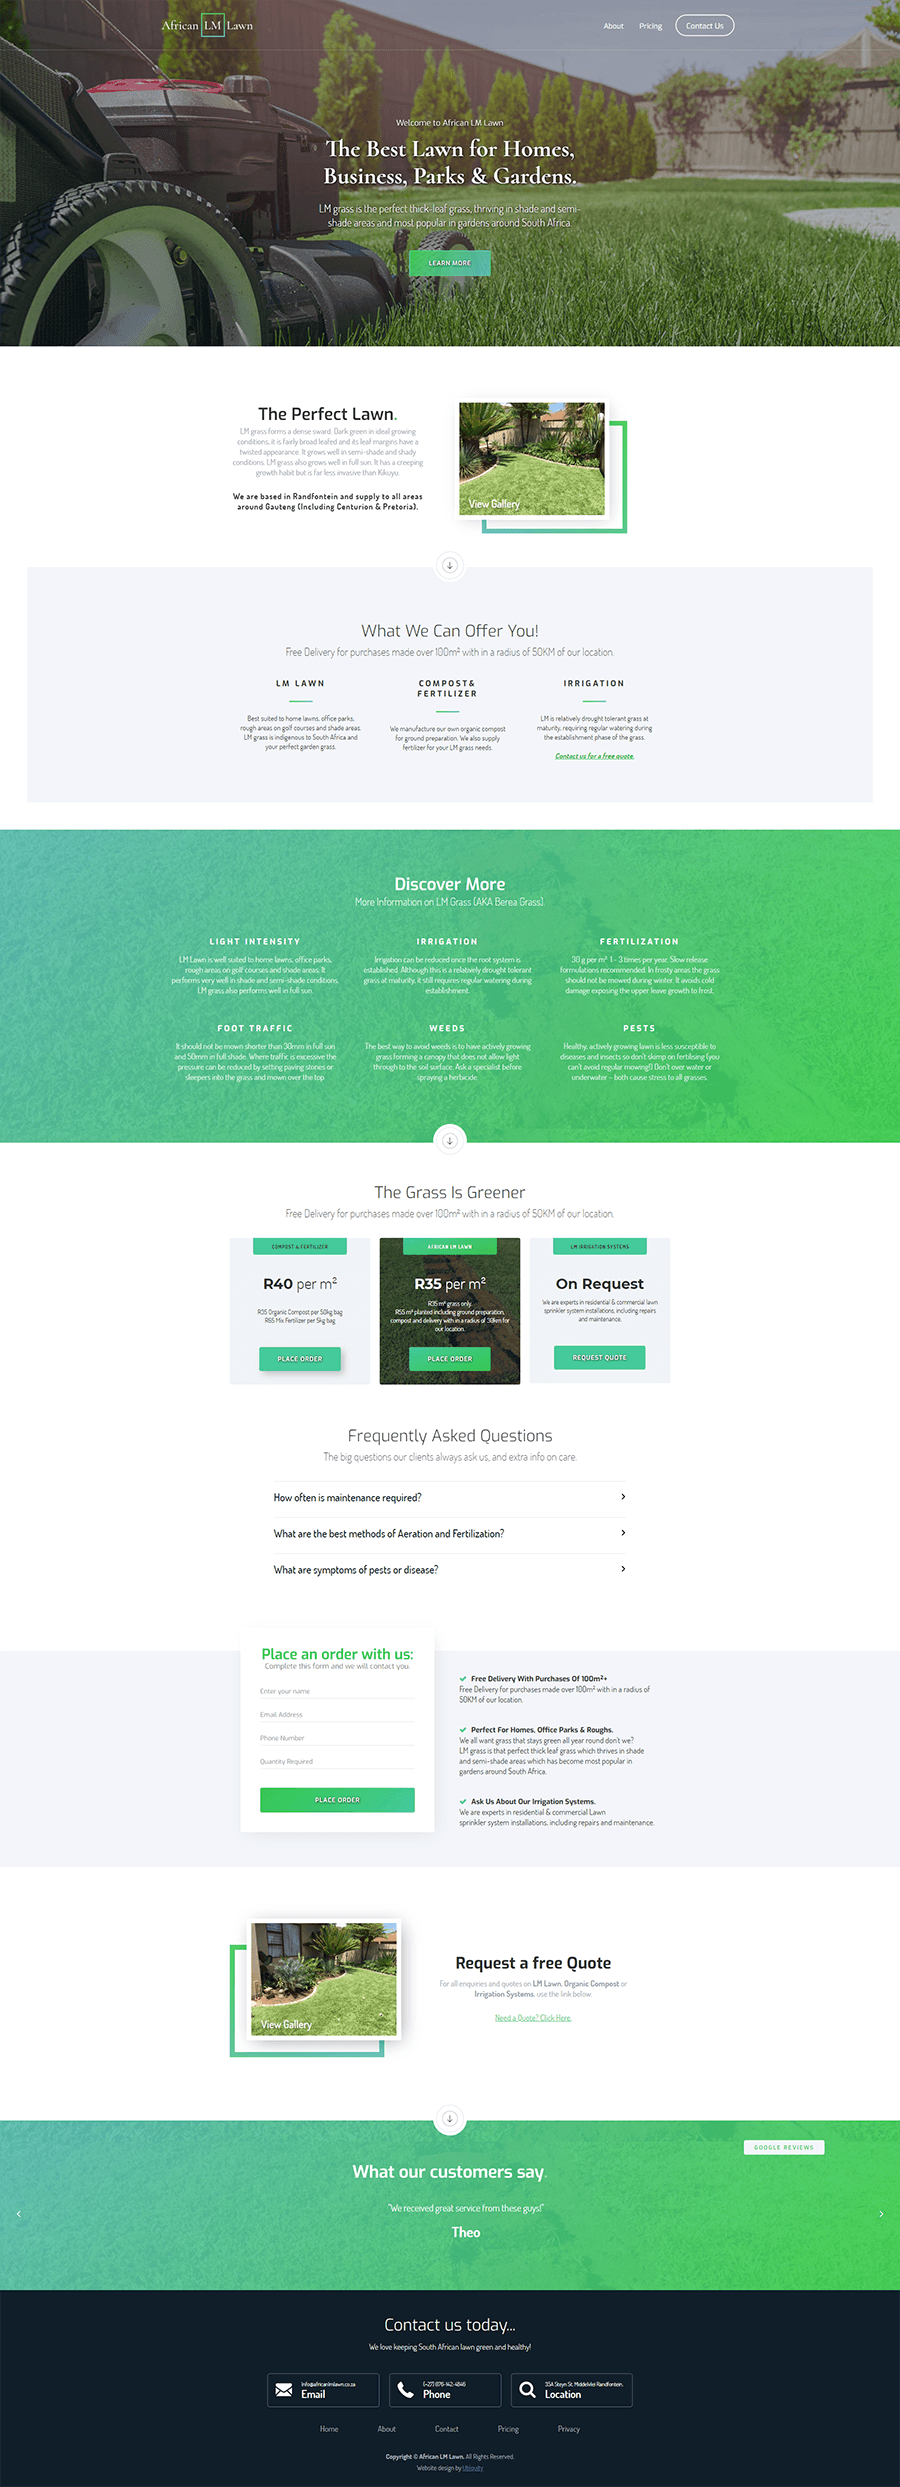 African LM Lawn
About
Pricing
Contact Us
Welcome to African LM Lawn
The Best Lawn for Homes,
Business, Parks & Gardens.
LM grass is the perfect thick-leaf grass, thriving in shade and semi-
shade areas and most popular in gardens around South Africa.
LEARN MORE
The Perfect Lawn.
LM grass forms a dense sward. Dark green in ideal growing
conditions, it is fairly broad leafed and its leaf margins have a
twisted appearance. It grows well in semi-shade and shady
conditions. LM grass also grows well in full sun. It has a creeping
growth habit but is far less invasive than Kikuyu.
We are based in Randfontein and supply to all areas
around Gauteng (Including Centurion & Pretoria).
View Gallery
What We Can Offer You!
Free Delivery for purchases made over 100m² with in a radius of 50KM of our location.
LM LAWN
Best suited to home lawns, office parks,
rough areas on golf courses and shade areas.
LM grass is indigenous to South Africa and
your perfect garden grass.
COMPOST&
FERTILIZER
We manufacture our own organic compost
for ground preparation. We also supply
fertilizer for your LM grass needs.
IRRIGATION
LM is relatively drought tolerant grass at
maturity, requiring regular watering during
the establishment phase of the grass.
Contact us for a free quote.
Discover More
More Information on LM Grass (AKA Berea Grass).
LIGHT INTENSITY
LM Lawn is well suited to home lawns, office parks,
rough areas on golf courses and shade areas. It
performs very well in shade and semi-shade conditions.
LM grass also performs well in full sun.
IRRIGATION
Irrigation can be reduced once the root system is
established. Although this is a relatively drought tolerant
grass at maturity, it still requires regular watering during
establishment.
FERTILIZATION
30 g per m² 1 - 3 times per year. Slow release
formulations recommended. In frosty areas the grass
should not be mowed during winter. It avoids cold
damage exposing the upper leave growth to frost.
FOOT TRAFFIC
It should not be mown shorter than 30mm in full sun
and 50mm in full shade. Where traffic is excessive the
pressure can be reduced by setting paving stones or
sleepers into the grass and mown over the top.
WEEDS
The best way to avoid weeds is to have actively growing
grass forming a canopy that does not allow light
through to the soil surface. Ask a specialist before
spraying a herbicide.
PESTS
Healthy, actively growing lawn is less susceptible to
diseases and insects so don't skimp on fertilising (you
can't avoid regular mowing!) Don't over water or
underwater – both cause stress to all grasses.
The Grass Is Greener
Free Delivery for purchases made over 100m² with in a radius of 50KM of our location.
COMPOST & FERTILIZER
R40 per m²
R35 Organic Compost per 50kg bag
R65 Mix Fertilizer per 5kg bag
PLACE ORDER
AFRICAN LM LAWN
R35 per m²
R35 m² grass only.
R55 m² planted including ground preparation,
compost and delivery with in a radius of 30km for
our location.
PLACE ORDER
LM IRRIGATION SYSTEMS
On Request
We are experts in residential & commercial lawn
sprinkler system installations, including repairs
and maintenance.
REQUEST QUOTE
Frequently Asked Questions
The big questions our clients always ask us, and extra info on care.
How often is maintenance required?
What are the best methods of Aeration and Fertilization?
What are symptoms of pests or disease?
Place an order with us:
Complete this form and we will contact you.
Enter your name
Email Address
Phone Number
Quantity Required
PLACE ORDER
Free Delivery With Purchases Of 100m²+
Free Delivery for purchases made over 100m² with in a radius of
50KM of our location.
Perfect For Homes, Office Parks & Roughs.
We all want grass that stays green all year round don't we?
LM grass is that perfect thick leaf grass which thrives in shade
and semi-shade areas which has become most popular in
gardens around South Africa.
Ask Us About Our Irrigation Systems.
We are experts in residential & commercial Lawn
sprinkler system installations, including repairs and maintenance.
View Gallery
Request a free Quote
For all enquiries and quotes on LM Lawn, Organic Compost or
Irrigation Systems, use the link below.
Need a Quote? Click Here.
GOOGLE REVIEWS
What our customers say.
"We received great service from these guys!"
Theo
Contact us today...
We love keeping South African lawn green and healthy!
info@africanlmlawn.co.za
Email
(+27) 076-142-4846
Phone
35A Steyn St. Middelvlei Randfontein.
Location
Home
About
Contact
Pricing
Privacy
Copyright © African LM Lawn. All Rights Reserved.
Website design by Ubiquity